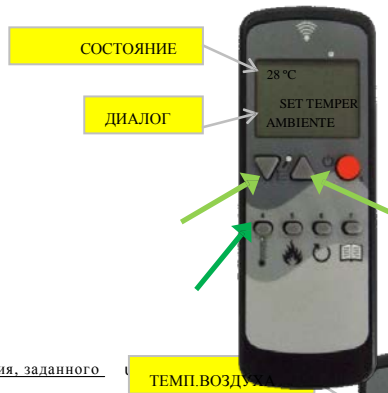 СОСТОЯНИЕ
28 ºC
SET TEMPER
AMBIENTE
ДИАЛОГ
ия, заданного
ТЕМП.ВОЗДУХА